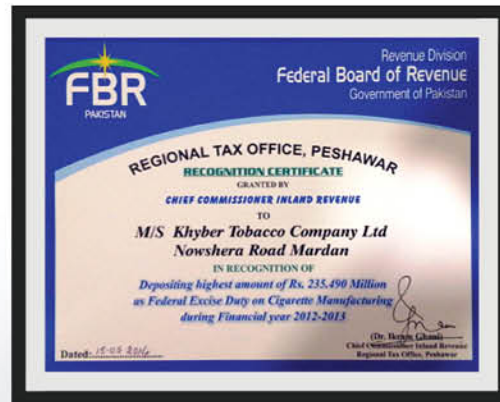 FBR
PAKISTAN
Revenue Division
Federal Board of Revenue
Government of Pakistan
REGIONAL TAX OFFICE, PESHAWAR
RECOGNITION CERTIFICATE
GRANTED BY
CHIEF COMMISSIONER INLAND REVENUE
TO
M/S Khyber Tobacco Company Ltd
Nowshera Road Mardan
IN RECOGNITION OF
Depositing highest amount of Rs. 235.490 Million
as Federal Excise Duty on Cigarette Manufacturing
during Financial year 2012-2013
(Dr.
Chief Commissioner Inland Revenue
Regional Tax Office, Peshawar
Dated: